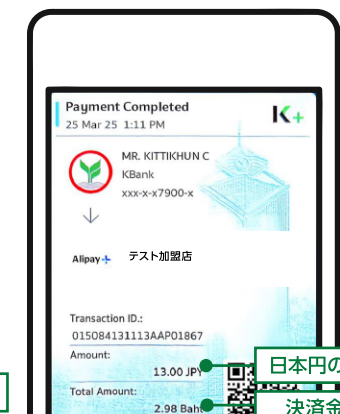 Payment Completed
25 Mar 25 1:11 PM
K+
MR. KITTIKHUN C
KBank
xxx-x-x7900-x
Alipay+ テスト加盟店
Transaction ID.:
015084131113AAP01867
Amount:
13.00 JPY
日本円の
Total Amount:
2.98 Baht
決済金